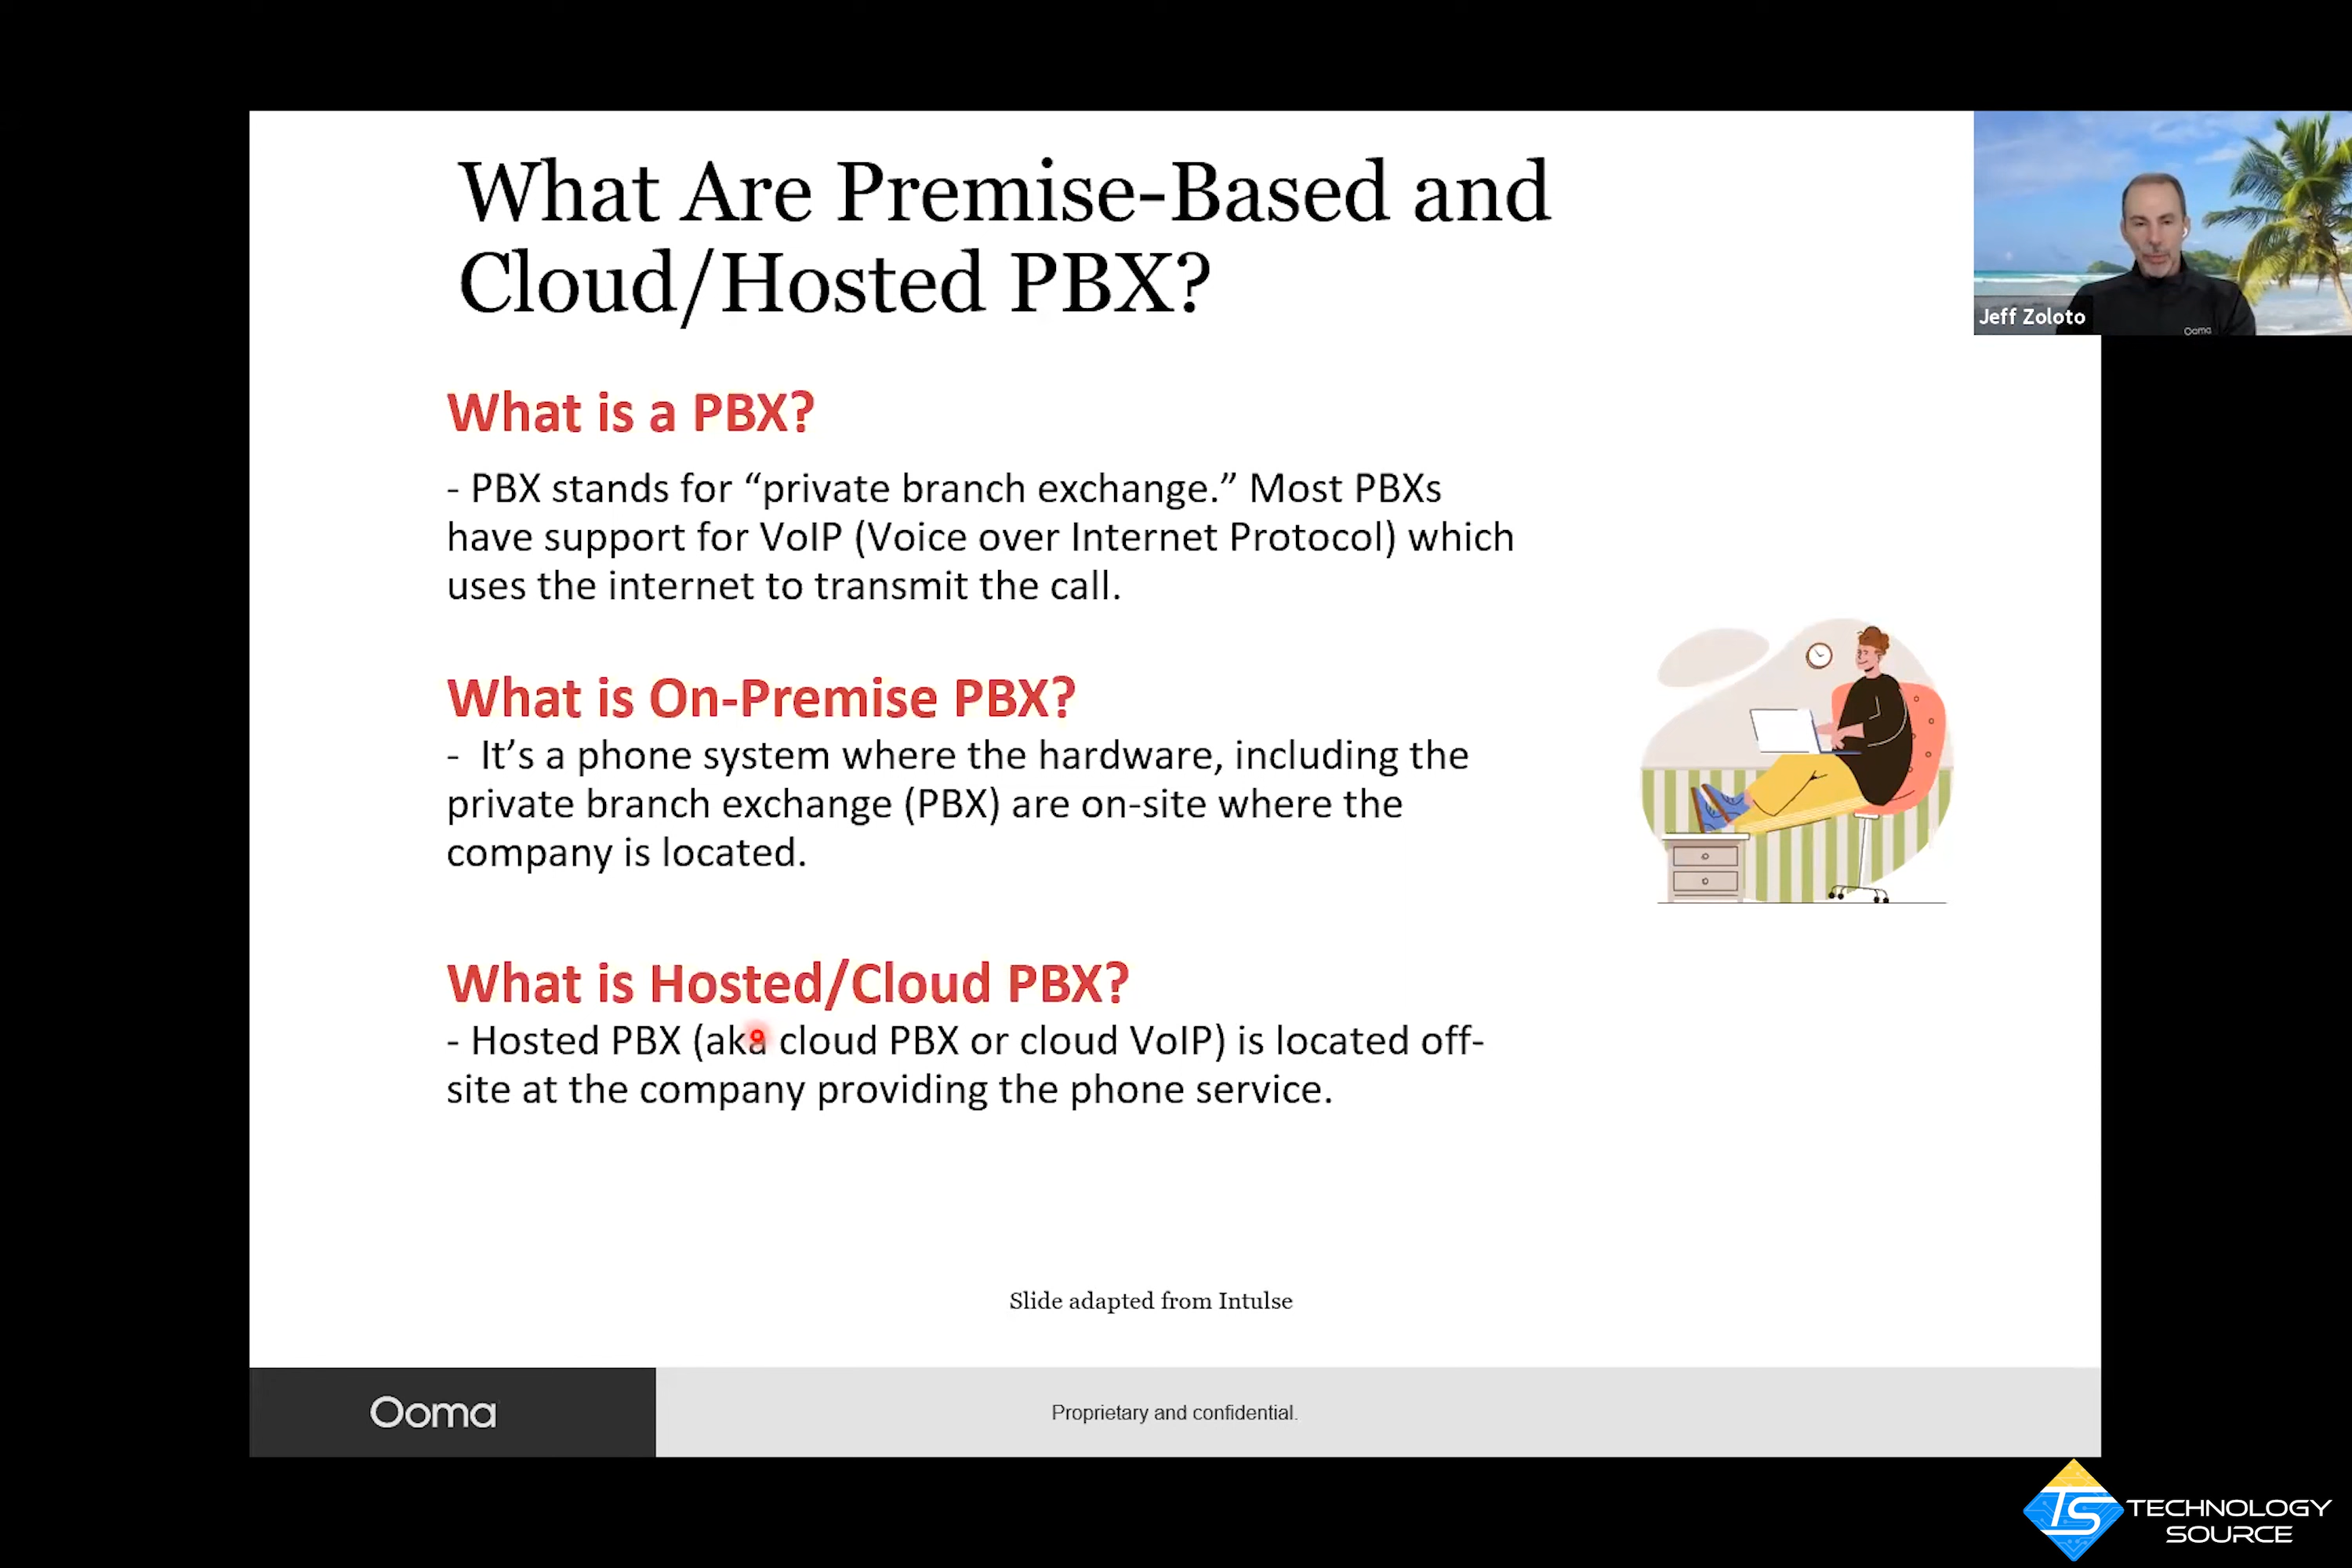 What Are Premise-Based and
Cloud/Hosted PBX?
Jeff Zoloto
Ooma
What is a PBX?
- PBX stands for “private branch exchange.” Most PBXs
have support for VoIP (Voice over Internet Protocol) which
uses the internet to transmit the call.
What is On-Premise PBX?
- It’s a phone system where the hardware, including the
private branch exchange (PBX) are on-site where the
company is located.
What is Hosted/Cloud PBX?
- Hosted PBX (aka cloud PBX or cloud VoIP) is located off-
site at the company providing the phone service.
Slide adapted from Intulse
Ooma
Proprietary and confidential.
TS
TECHNOLOGY
SOURCE